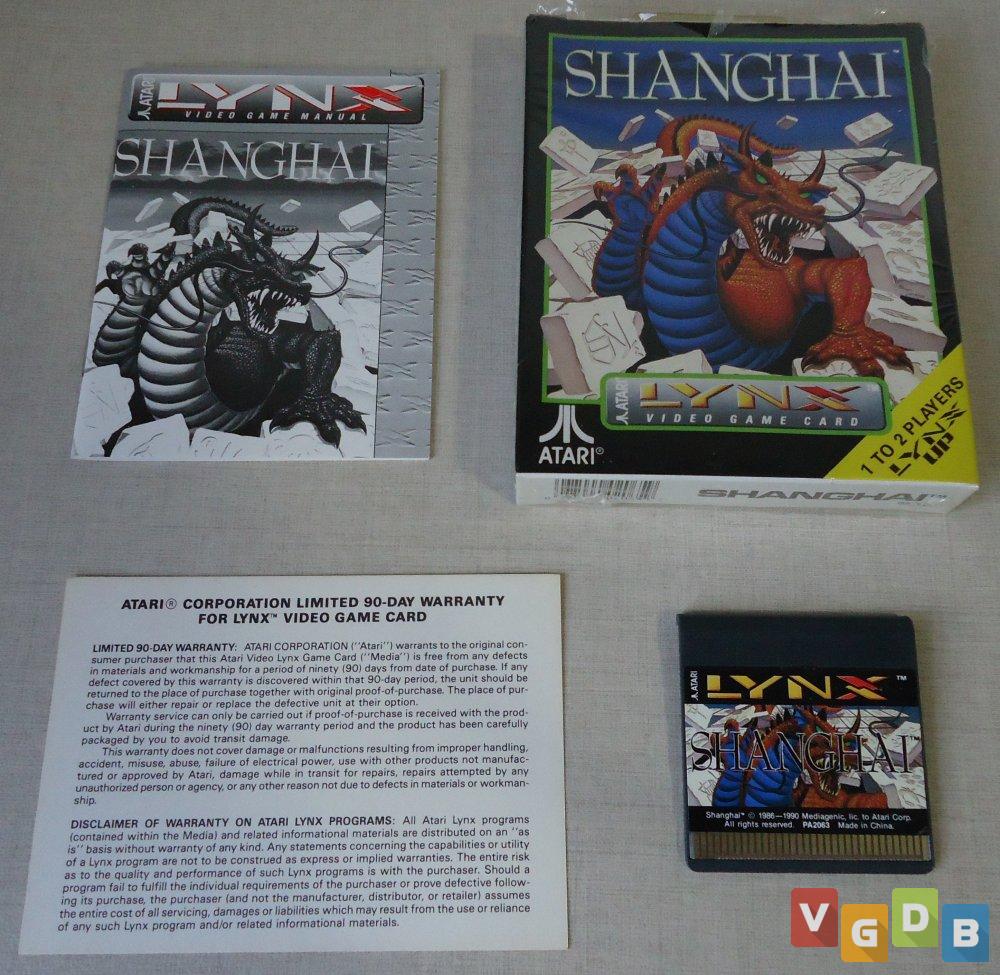 ATARI LYNX
VIDEO GAME MANUAL
SHANGHAI
SHANGHAI™
ATARI LYNX
VIDEO GAME CARD
ATARI®
1 TO 2 PLAYERS
LYNX
UP
SHANGHAI™
ATARI® CORPORATION LIMITED 90-DAY WARRANTY
FOR LYNX™ VIDEO GAME CARD
LIMITED 90-DAY WARRANTY: ATARI CORPORATION (''Atari'') warrants to the original con-
sumer purchaser that this Atari Video Lynx Game Card (''Media'') is free from any defects
in materials and workmanship for a period of ninety (90) days from date of purchase. If any
defect covered by this warranty is discovered within that 90-day period, the unit should be
returned to the place of purchase together with original proof-of-purchase. The place of pur-
chase will either repair or replace the defective unit at their option.
Warranty service can only be carried out if proof-of-purchase is received with the prod-
uct by Atari during the ninety (90) day warranty period and the product has been carefully
packaged by you to avoid transit damage.
This warranty does not cover damage or malfunctions resulting from improper handling,
accident, misuse, abuse, failure of electrical power, use with other products not manufac-
tured or approved by Atari, damage while in transit for repairs, repairs attempted by any
unauthorized person or agency, or any other reason not due to defects in materials or workman-
ship.
DISCLAIMER OF WARRANTY ON ATARI LYNX PROGRAMS: All Atari Lynx programs
(contained within the Media) and related informational materials are distributed on an ''as
is'' basis without warranty of any kind. Any statements concerning the capabilities or utility
of a Lynx program are not to be construed as express or implied warranties. The entire risk
as to the quality and performance of such Lynx programs is with the purchaser. Should a
program fail to fulfill the individual requirements of the purchaser or prove defective follow-
ing its purchase, the purchaser (and not the manufacturer, distributor, or retailer) assumes
the entire cost of all servicing, damages or liabilities which may result from the use or reliance
of any such Lynx program and/or related informational materials.
ATARI LYNX™
SHANGHAI™
Shanghai™ © 1986—1990 Mediagenic, lic. to Atari Corp.
All rights reserved. PA2063 Made in China.
VGDB